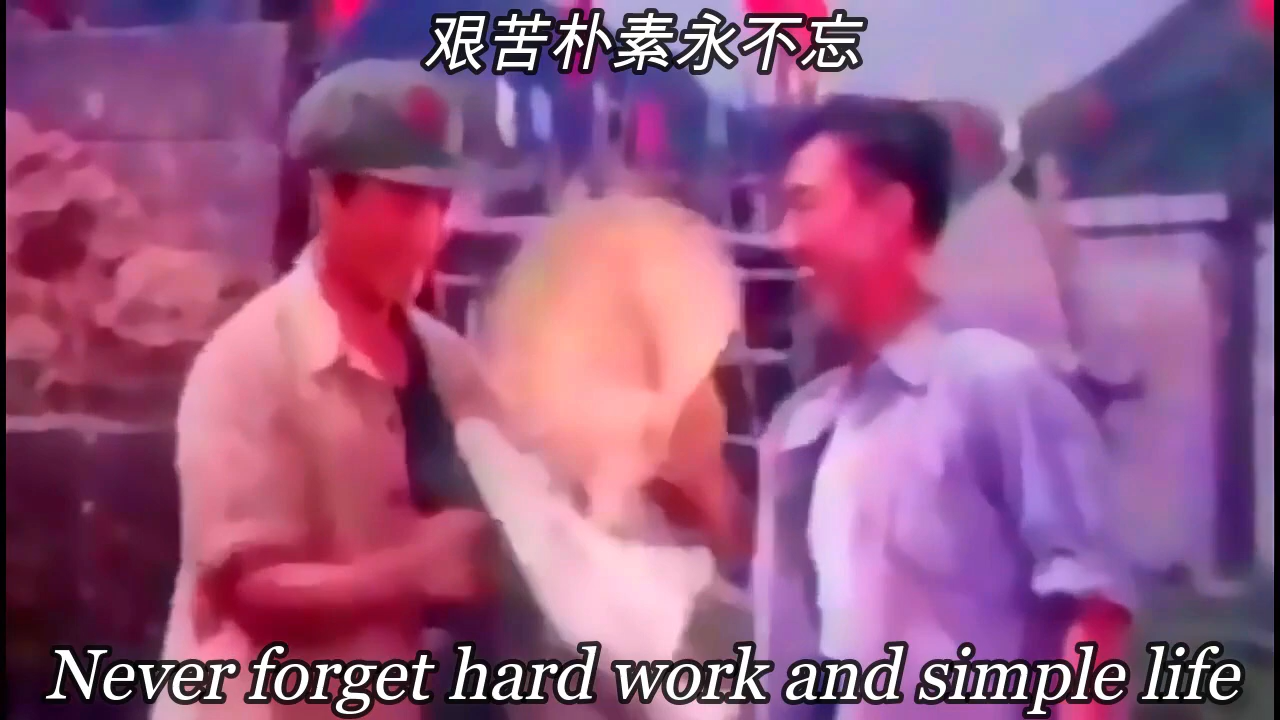 艰苦朴素永不忘
Never forget hard work and simple life